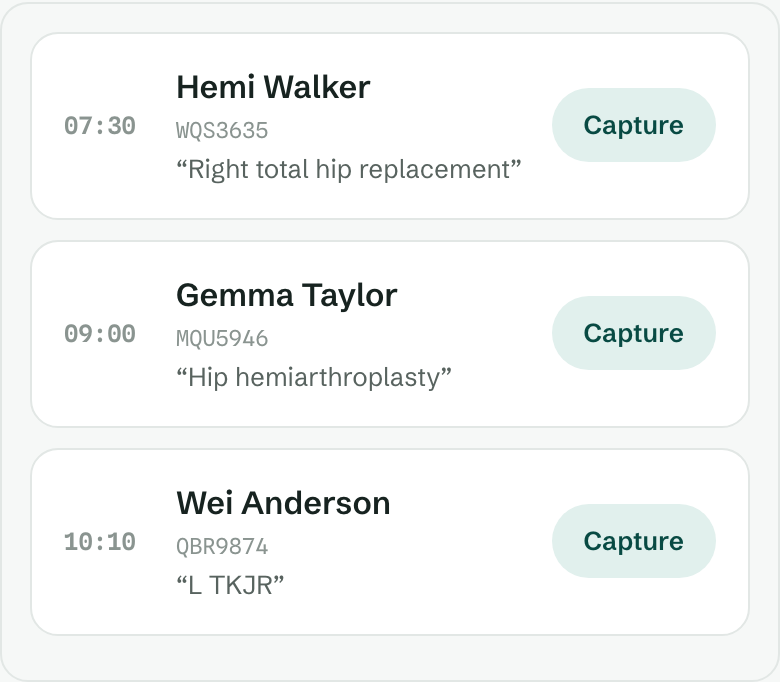 07:30
Hemi Walker
WQS3635
“Right total hip replacement”
Capture
09:00
Gemma Taylor
MQU5946
“Hip hemiarthroplasty”
Capture
10:10
Wei Anderson
QBR9874
“L TKJR”
Capture